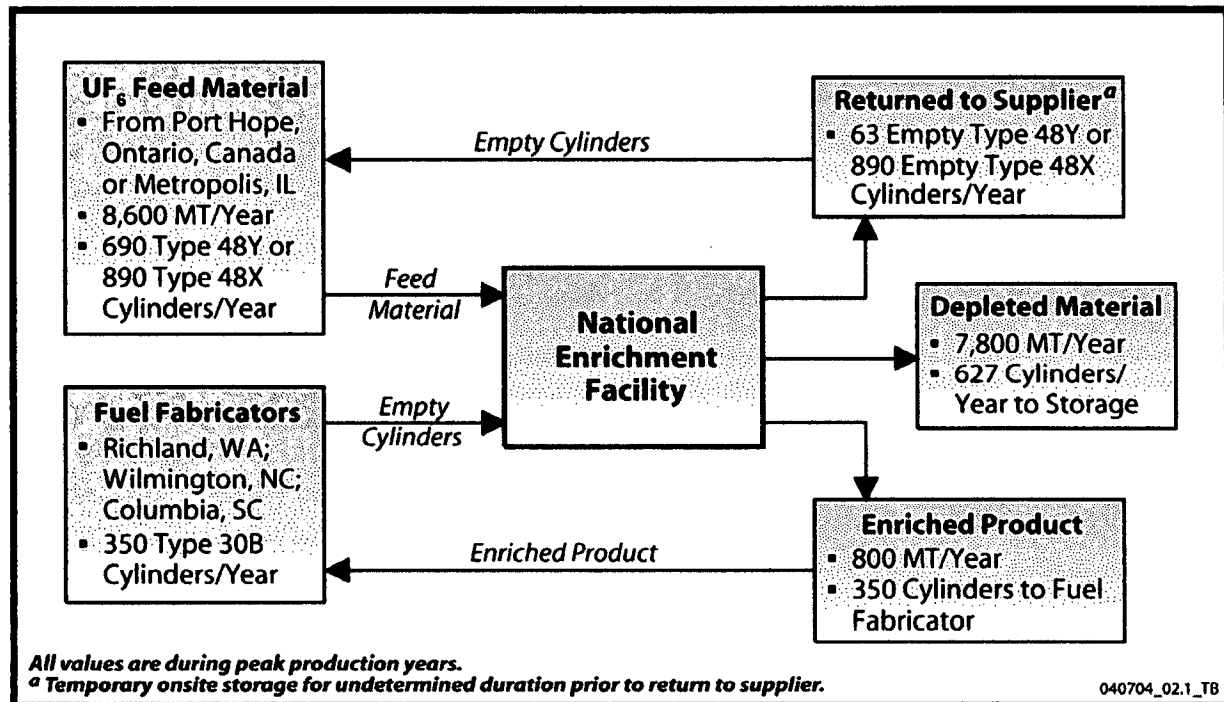 UF₆ Feed Material
▪ From Port Hope,
Ontario, Canada
or Metropolis, IL
▪ 8,600 MT/Year
▪ 690 Type 48Y or
890 Type 48X
Cylinders/Year
Empty Cylinders
Returned to Supplierᵃ
▪ 63 Empty Type 48Y or
890 Empty Type 48X
Cylinders/Year
Feed
Material
National
Enrichment
Facility
Depleted Material
▪ 7,800 MT/Year
▪ 627 Cylinders/
Year to Storage
Fuel Fabricators
▪ Richland, WA;
Wilmington, NC;
Columbia, SC
▪ 350 Type 30B
Cylinders/Year
Empty
Cylinders
Enriched Product
Enriched Product
▪ 800 MT/Year
▪ 350 Cylinders to Fuel
Fabricator
All values are during peak production years.
ᵃ Temporary onsite storage for undetermined duration prior to return to supplier.
040704_02.1_TB